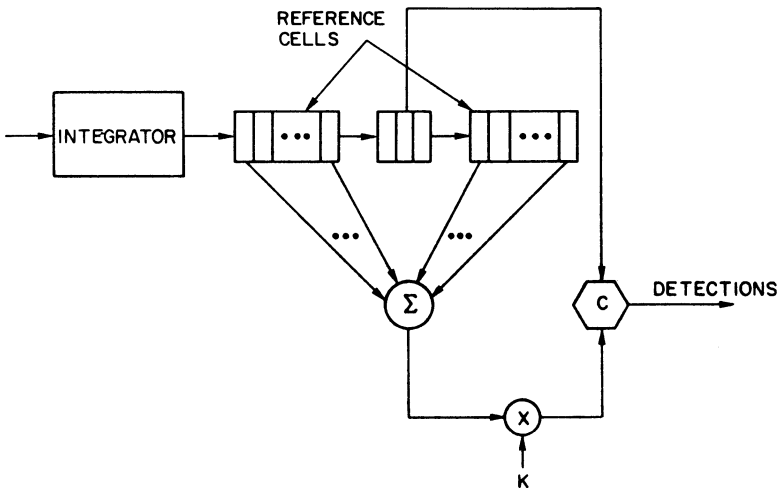 REFERENCE
CELLS
INTEGRATOR
•••
•••
•••
•••
Σ
C
DETECTIONS
X
K